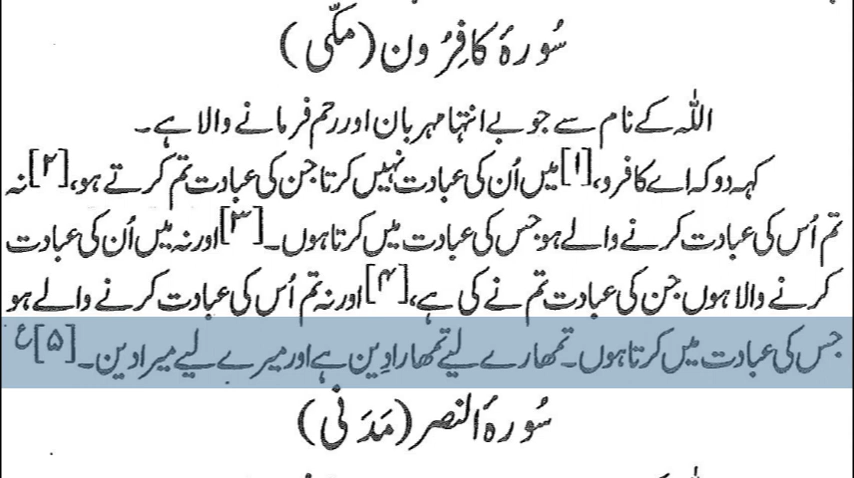 سُورۂ کافِرُون (مکّی)
اللہ کے نام سے جو بے انتہا مہربان اور رحم فرمانے والا ہے۔
کہہ دو کہ اے کافرو، [۱] میں اُن کی عبادت نہیں کرتا جن کی عبادت تم کرتے ہو، [۲] نہ
تم اُس کی عبادت کرنے والے ہو جس کی عبادت میں کرتا ہوں۔ [۳] اور نہ میں اُن کی عبادت
کرنے والا ہوں جن کی عبادت تم نے کی ہے، [۴] اور نہ تم اُس کی عبادت کرنے والے ہو
جس کی عبادت میں کرتا ہوں۔ تمھارے لیے تمھارا دِین ہے اور میرے لیے میرا دین۔ [۵] ع
سُورۂ النصر (مَدَنی)